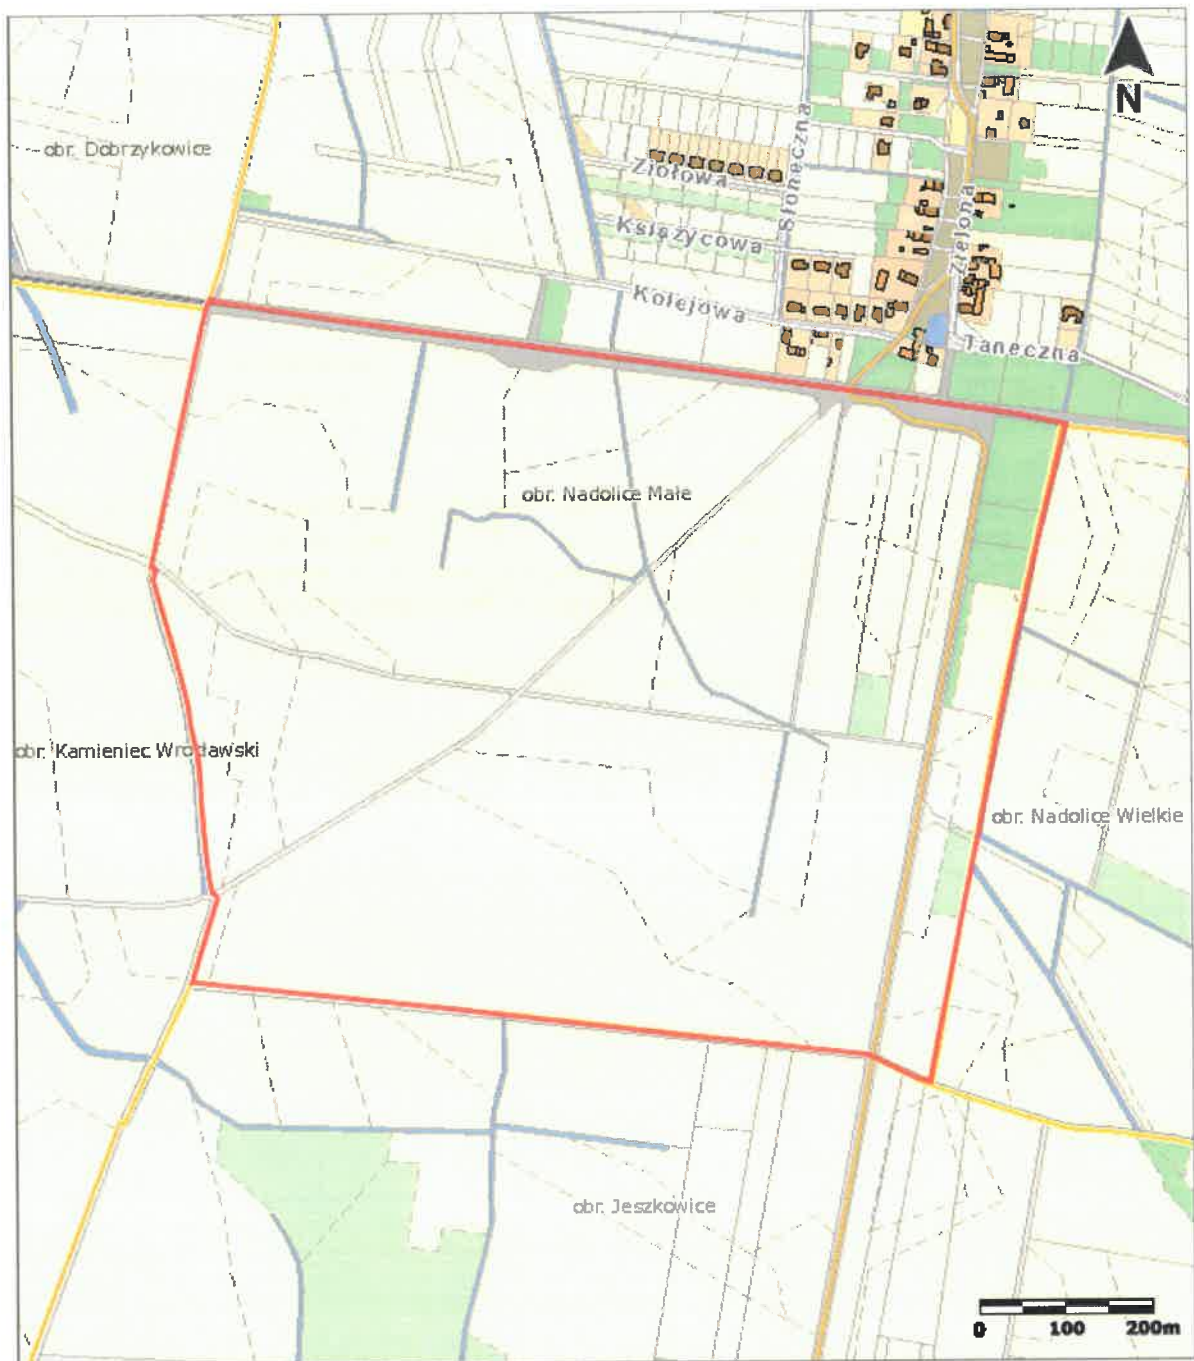 N
obr. Dobrzykowice
Słoneczna
Ziołowa
Zielona
Księżycowa
Kolejowa
Taneczna
obr. Nadolice Małe
obr. Kamieniec Wrocławski
obr. Nadolice Wielkie
obr. Jeszkowice
0 100 200m